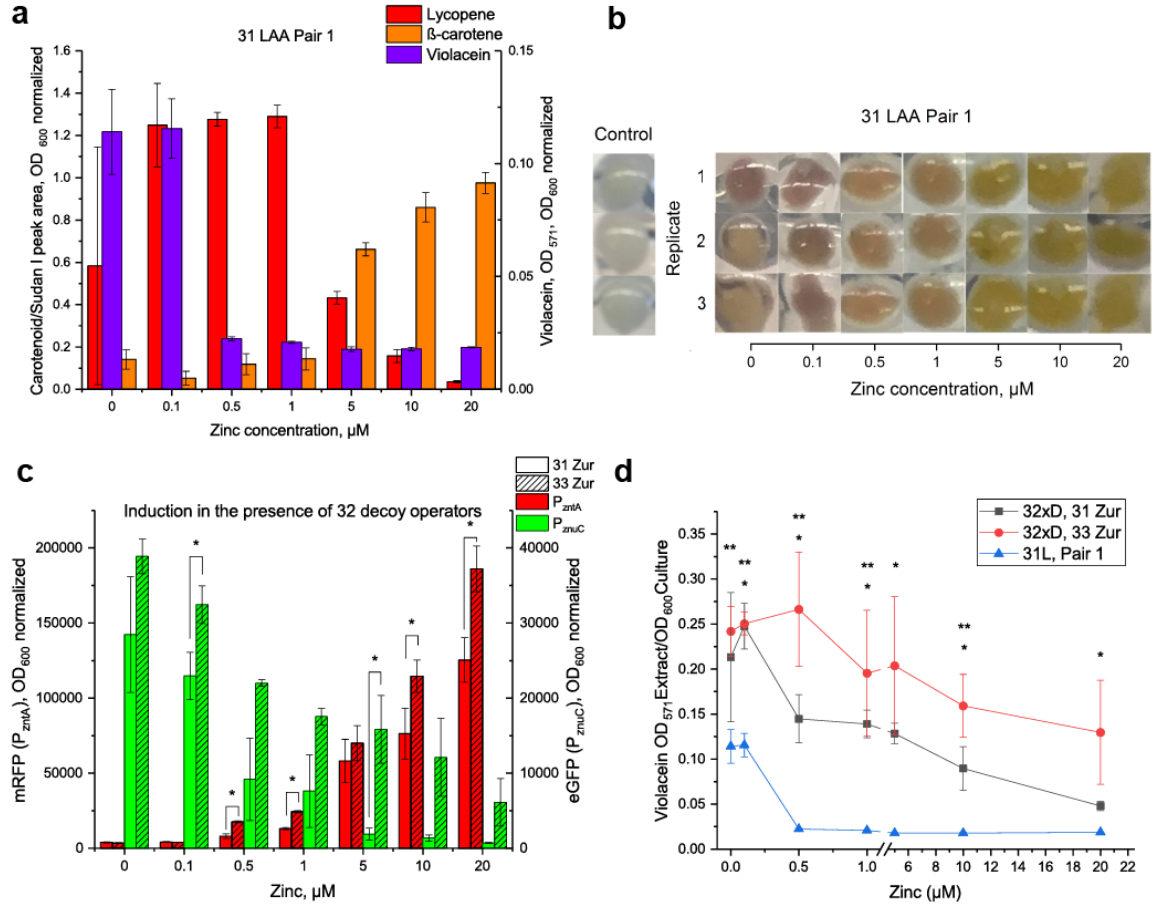 a
31 LAA Pair 1
Lycopene
ß-carotene
Violacein
Carotenoid/Sudan I peak area, OD 600 normalized
1.6
1.4
1.2
1.0
0.8
0.6
0.4
0.2
0.0
0.15
0.10
0.05
0.00
Violacein, OD 571, OD600 normalized
0 0.1 0.5 1 5 10 20
Zinc concentration, µM
b
31 LAA Pair 1
Control
Replicate
1
2
3
0 0.1 0.5 1 5 10 20
Zinc concentration, µM
c
31 Zur
33 Zur
PzntA
PznuC
Induction in the presence of 32 decoy operators
mRFP (PzntA), OD600 normalized
200000
150000
100000
50000
0
40000
30000
20000
10000
0
eGFP (PznuC), OD600 normalized
* * * * * *
0 0.1 0.5 1 5 10 20
Zinc, µM
d
32xD, 31 Zur
32xD, 33 Zur
31L, Pair 1
Violacein OD571Extract/OD600Culture
0.35
0.30
0.25
0.20
0.15
0.10
0.05
0.00
** ** ** ** * ** *
* * * *
0.0 0.5 1.0 6 8 10 12 14 16 18 20 22
Zinc (µM)